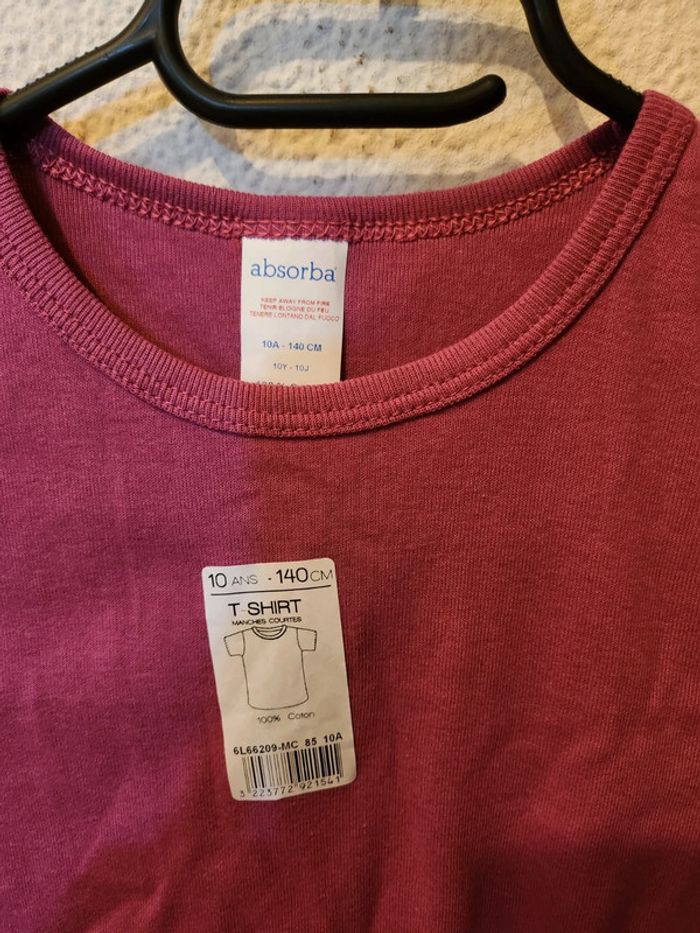 absorba
KEEP AWAY FROM FIRE
TENIR ELOIGNE DU FEU
TENERE LONTANO DAL FUOCO
10A - 140 CM
10Y - 10J
10 ANS - 140 CM
T-SHIRT
MANCHES COURTES
100% Coton
6L66209-MC 85 10A
3 223772 921541